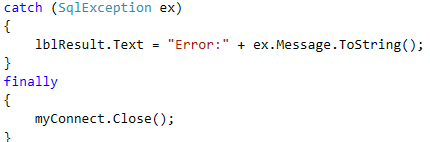 catch (SqlException ex)
{
lblResult.Text = "Error:" + ex.Message.ToString();
}
finally
{
myConnect.Close();
}